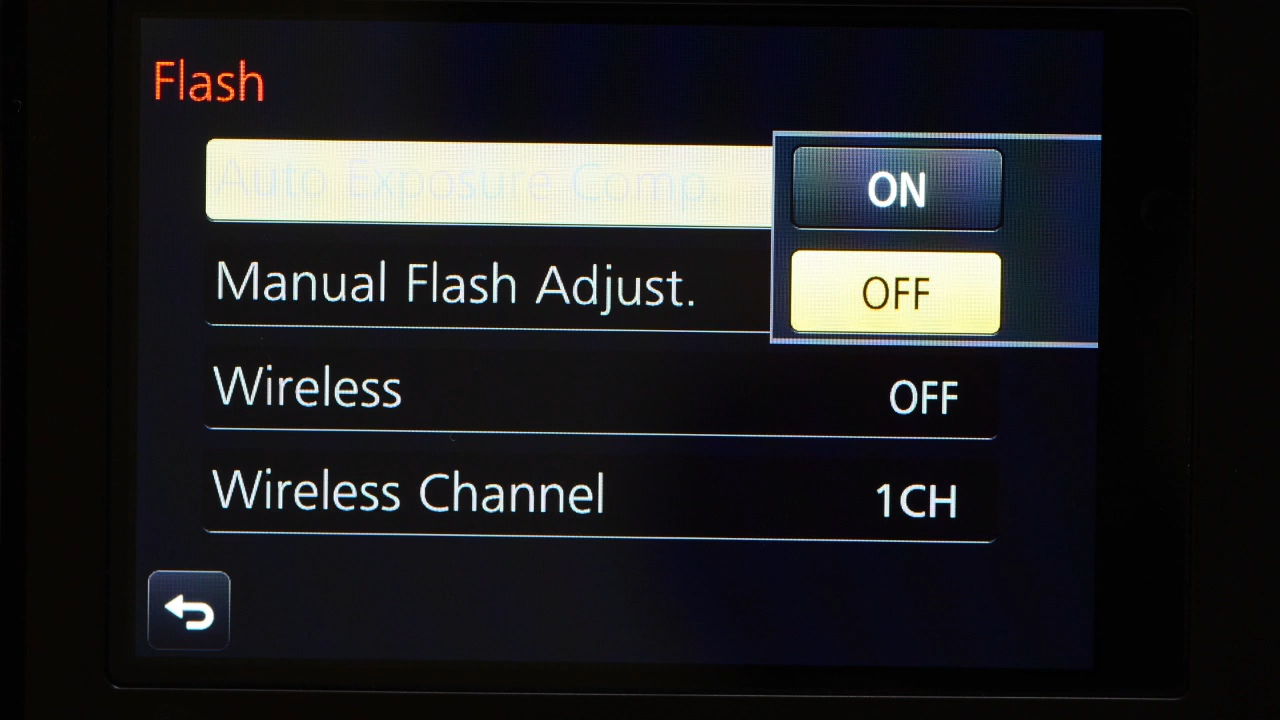 Flash
Auto Exposure Comp.
ON
Manual Flash Adjust.
OFF
Wireless
OFF
Wireless Channel
1CH